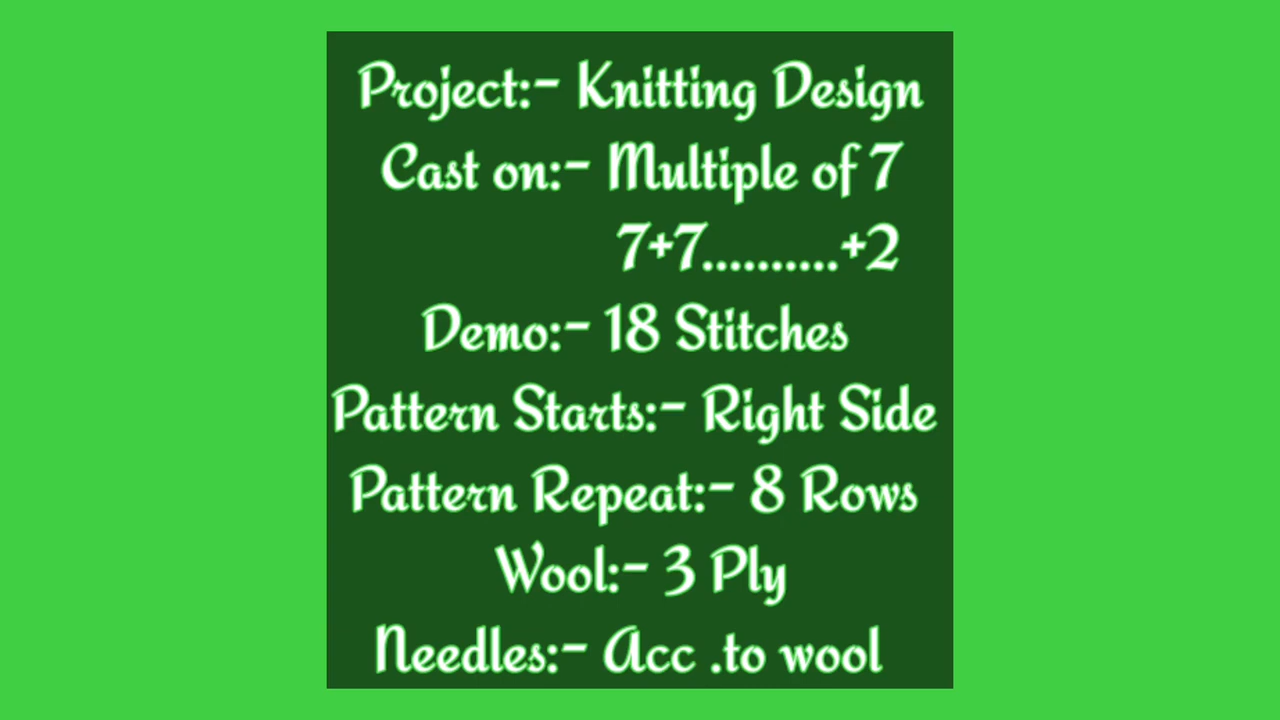 Project:- Knitting Design
Cast on:- Multiple of 7
7+7..........+2
Demo:- 18 Stitches
Pattern Starts:- Right Side
Pattern Repeat:- 8 Rows
Wool:- 3 Ply
Needles:- Acc .to wool